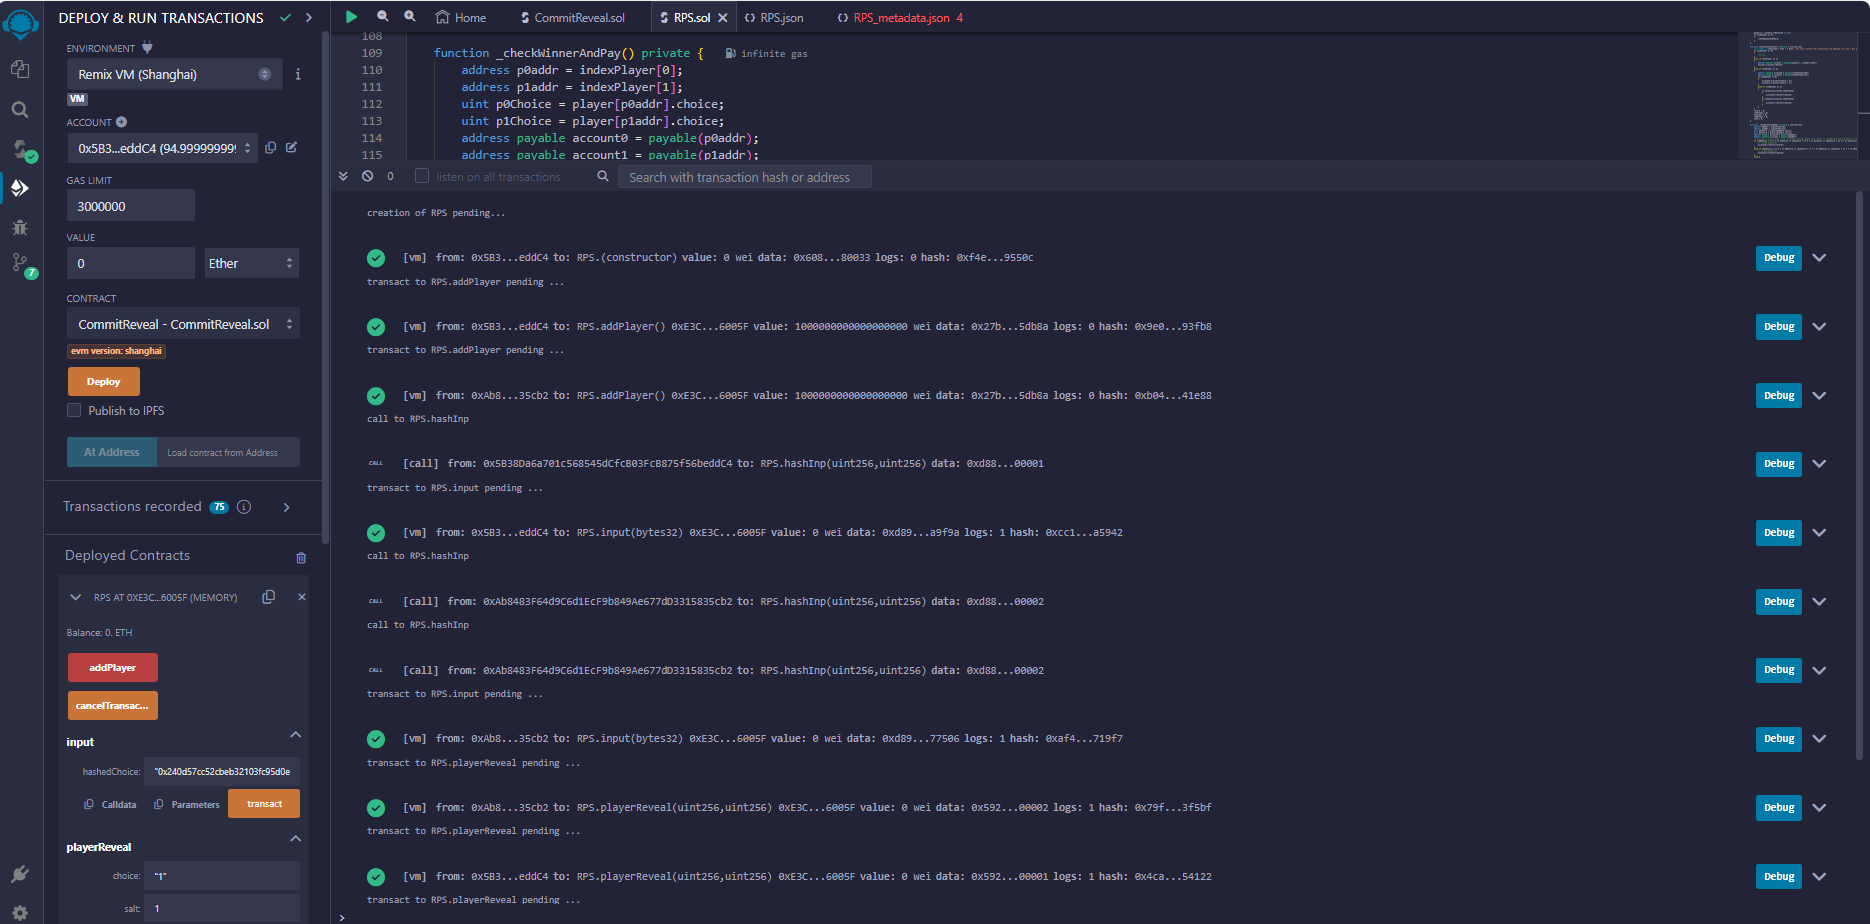 DEPLOY & RUN TRANSACTIONS
ENVIRONMENT
Remix VM (Shanghai)
VM
ACCOUNT
0x5B3...eddC4 (94.9999999999
GAS LIMIT
3000000
VALUE
0
Ether
CONTRACT
CommitReveal - CommitReveal.sol
evm version: shanghai
Deploy
Publish to IPFS
At Address
Load contract from Address
Transactions recorded 75
Deployed Contracts
RPS AT 0XE3C...6005F (MEMORY)
Balance: 0. ETH
addPlayer
cancelTransac...
input
hashedChoice: "0x240d57cc52cbeb32103fc95d0e
Calldata Parameters transact
playerReveal
choice: "1"
salt: 1
7
Home CommitReveal.sol RPS.sol RPS.json RPS_metadata.json 4
108
109 function _checkWinnerAndPay() private { infinite gas
110 address p0addr = indexPlayer[0];
111 address p1addr = indexPlayer[1];
112 uint p0Choice = player[p0addr].choice;
113 uint p1Choice = player[p1addr].choice;
114 address payable account0 = payable(p0addr);
115 address payable account1 = payable(p1addr);
0 listen on all transactions Search with transaction hash or address
creation of RPS pending...
[vm] from: 0x5B3...eddC4 to: RPS.(constructor) value: 0 wei data: 0x608...80033 logs: 0 hash: 0xf4e...9550c Debug
transact to RPS.addPlayer pending ...
[vm] from: 0x5B3...eddC4 to: RPS.addPlayer() 0xE3C...6005F value: 1000000000000000000 wei data: 0x27b...5db8a logs: 0 hash: 0x9e0...93fb8 Debug
transact to RPS.addPlayer pending ...
[vm] from: 0xAb8...35cb2 to: RPS.addPlayer() 0xE3C...6005F value: 1000000000000000000 wei data: 0x27b...5db8a logs: 0 hash: 0xb04...41e88 Debug
call to RPS.hashInp
CALL [call] from: 0x5B38Da6a701c568545dCfcB03FcB875f56beddC4 to: RPS.hashInp(uint256,uint256) data: 0xd88...00001 Debug
transact to RPS.input pending ...
[vm] from: 0x5B3...eddC4 to: RPS.input(bytes32) 0xE3C...6005F value: 0 wei data: 0xd89...a9f9a logs: 1 hash: 0xcc1...a5942 Debug
call to RPS.hashInp
CALL [call] from: 0xAb8483F64d9C6d1EcF9b849Ae677dD3315835cb2 to: RPS.hashInp(uint256,uint256) data: 0xd88...00002 Debug
call to RPS.hashInp
CALL [call] from: 0xAb8483F64d9C6d1EcF9b849Ae677dD3315835cb2 to: RPS.hashInp(uint256,uint256) data: 0xd88...00002 Debug
transact to RPS.input pending ...
[vm] from: 0xAb8...35cb2 to: RPS.input(bytes32) 0xE3C...6005F value: 0 wei data: 0xd89...77506 logs: 1 hash: 0xaf4...719f7 Debug
transact to RPS.playerReveal pending ...
[vm] from: 0xAb8...35cb2 to: RPS.playerReveal(uint256,uint256) 0xE3C...6005F value: 0 wei data: 0x592...00002 logs: 1 hash: 0x79f...3f5bf Debug
transact to RPS.playerReveal pending ...
[vm] from: 0x5B3...eddC4 to: RPS.playerReveal(uint256,uint256) 0xE3C...6005F value: 0 wei data: 0x592...00001 logs: 1 hash: 0x4ca...54122 Debug
transact to RPS.playerReveal pending ...
>